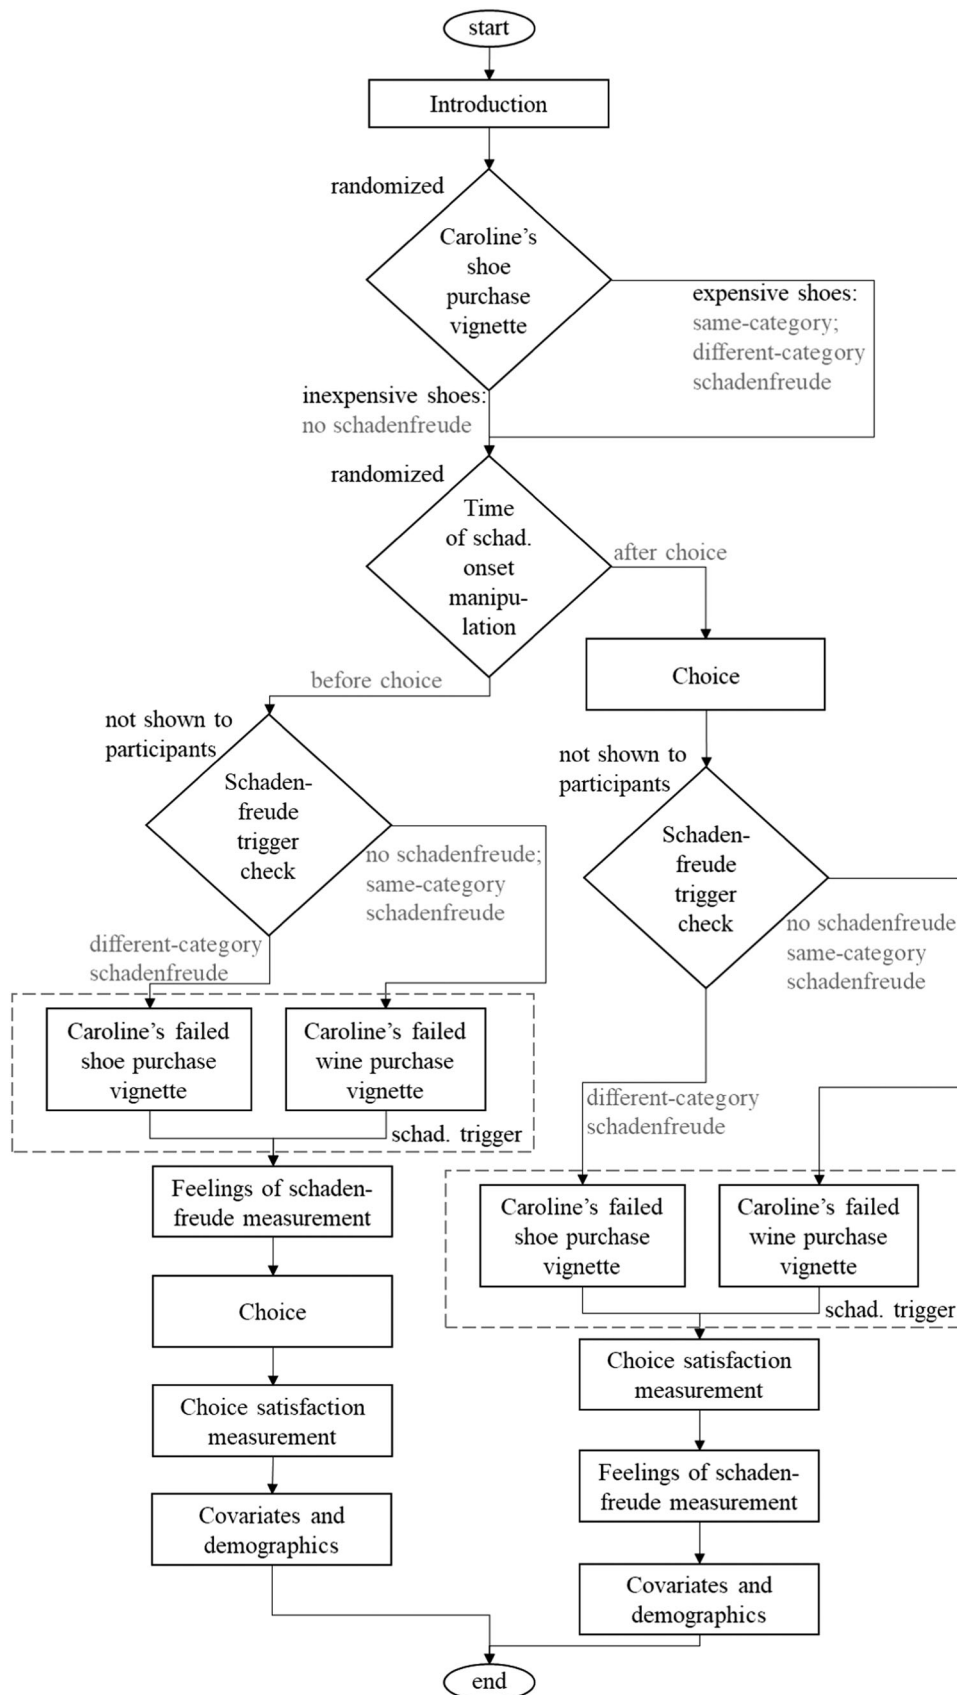 start
Introduction
randomized
Caroline's
shoe
purchase
vignette
expensive shoes:
same-category;
different-category
schadenfreude
inexpensive shoes:
no schadenfreude
randomized
Time
of schad.
onset
manipu-
lation
after choice
Choice
before choice
not shown to
participants
Schaden-
freude
trigger
check
no schadenfreude;
same-category
schadenfreude
different-category
schadenfreude
not shown to
participants
Schaden-
freude
trigger
check
no schadenfreude
same-category
schadenfreude
different-category
schadenfreude
Caroline's failed
shoe purchase
vignette
Caroline's failed
wine purchase
vignette
schad. trigger
Feelings of schaden-
freude measurement
Choice
Choice satisfaction
measurement
Covariates and
demographics
Caroline's failed
shoe purchase
vignette
Caroline's failed
wine purchase
vignette
schad. trigger
Choice satisfaction
measurement
Feelings of schaden-
freude measurement
Covariates and
demographics
end